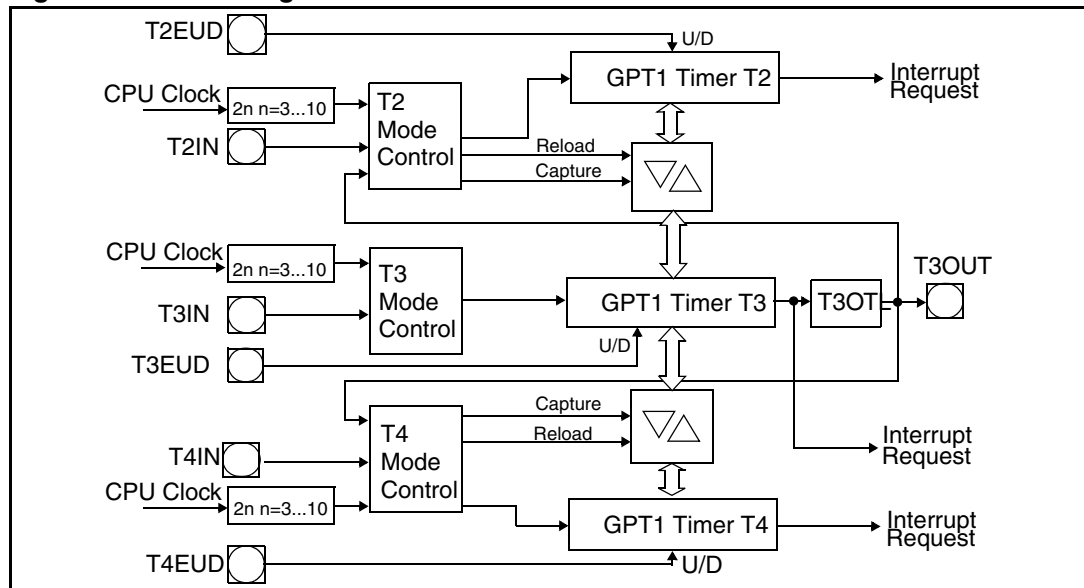 T2EUD
U/D
GPT1 Timer T2
Interrupt
Request
CPU Clock
2n n=3...10
T2
Mode
Control
T2IN
Reload
Capture
CPU Clock
2n n=3...10
T3
Mode
Control
T3IN
GPT1 Timer T3
T3OTL
T3OUT
U/D
T3EUD
Capture
Reload
T4
Mode
Control
T4IN
Interrupt
Request
CPU Clock
2n n=3...10
GPT1 Timer T4
Interrupt
Request
T4EUD
U/D